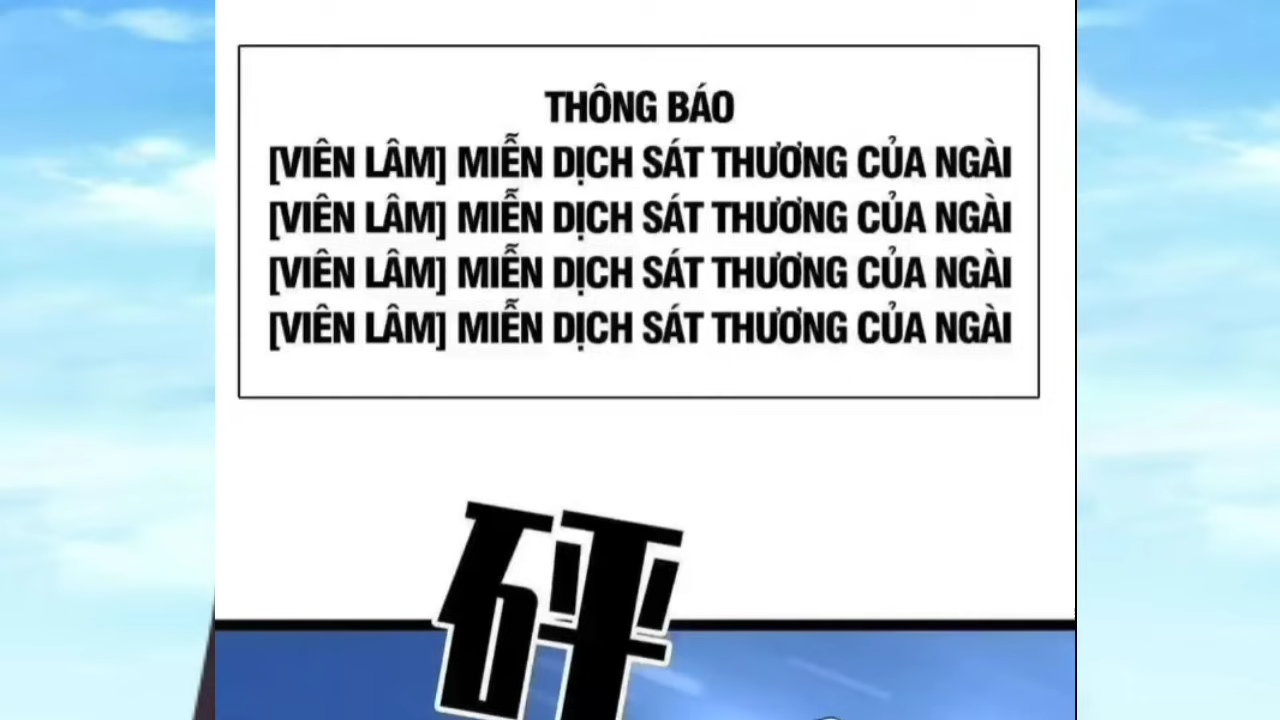 THÔNG BÁO
[VIÊN LÂM] MIỄN DỊCH SÁT THƯƠNG CỦA NGÀI
[VIÊN LÂM] MIỄN DỊCH SÁT THƯƠNG CỦA NGÀI
[VIÊN LÂM] MIỄN DỊCH SÁT THƯƠNG CỦA NGÀI
[VIÊN LÂM] MIỄN DỊCH SÁT THƯƠNG CỦA NGÀI
砰